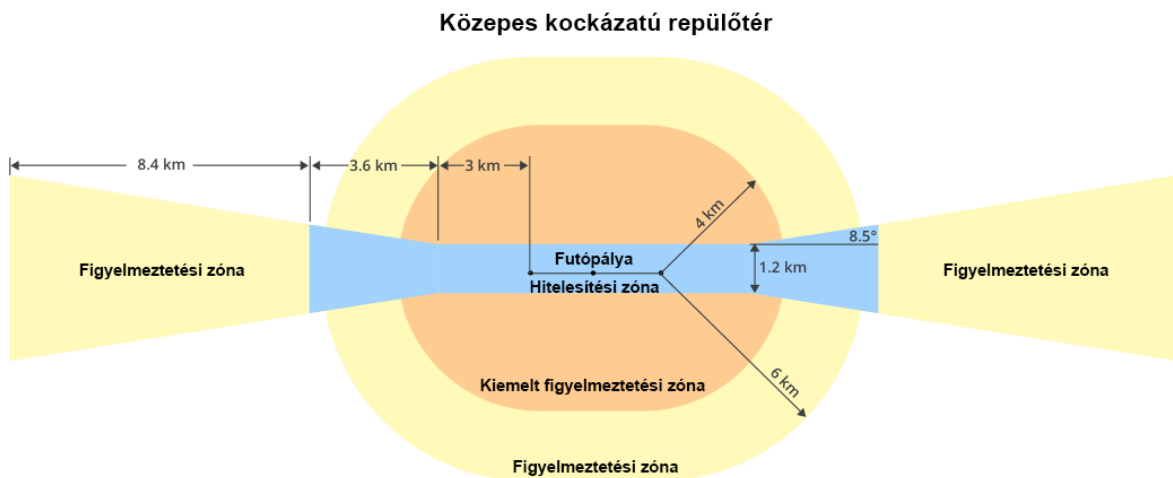 Közepes kockázatú repülőtér
8.4 km
3.6 km
3 km
4 km
8.5°
Futópálya
1.2 km
Figyelmeztetési zóna
Hitelesítési zóna
Figyelmeztetési zóna
Kiemelt figyelmeztetési zóna
6 km
Figyelmeztetési zóna